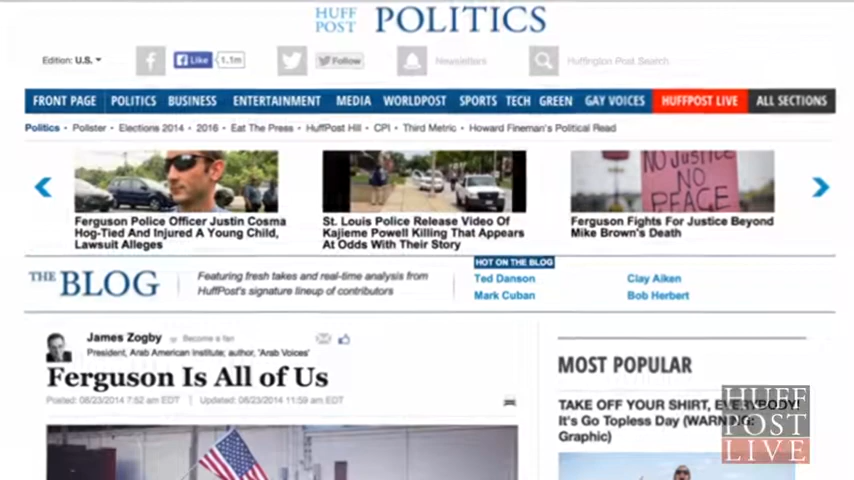 HUFF
POST
POLITICS
Edition: U.S.
Like
1.1m
Follow
Newsletters
Huffington Post Search
FRONT PAGE POLITICS BUSINESS ENTERTAINMENT MEDIA WORLDPOST SPORTS TECH GREEN GAY VOICES HUFFPOST LIVE ALL SECTIONS
Politics • Pollster • Elections 2014 • 2016 • Eat The Press • HuffPost Hill • CPI • Third Metric • Howard Fineman's Political Read
NO JUSTICE
NO
PEACE
Ferguson Police Officer Justin Cosma
Hog-Tied And Injured A Young Child,
Lawsuit Alleges
St. Louis Police Release Video Of
Kajieme Powell Killing That Appears
At Odds With Their Story
Ferguson Fights For Justice Beyond
Mike Brown's Death
THE BLOG
Featuring fresh takes and real-time analysis from
HuffPost's signature lineup of contributors
HOT ON THE BLOG
Ted Danson
Clay Aiken
Mark Cuban
Bob Herbert
James Zogby
Become a fan
President, Arab American Institute; author, 'Arab Voices'
Ferguson Is All of Us
Posted: 08/23/2014 7:52 am EDT | Updated: 08/23/2014 11:59 am EDT
MOST POPULAR
TAKE OFF YOUR SHIRT, EVERYBODY!
It's Go Topless Day (WARNING:
Graphic)
HUFF
POST
LIVE